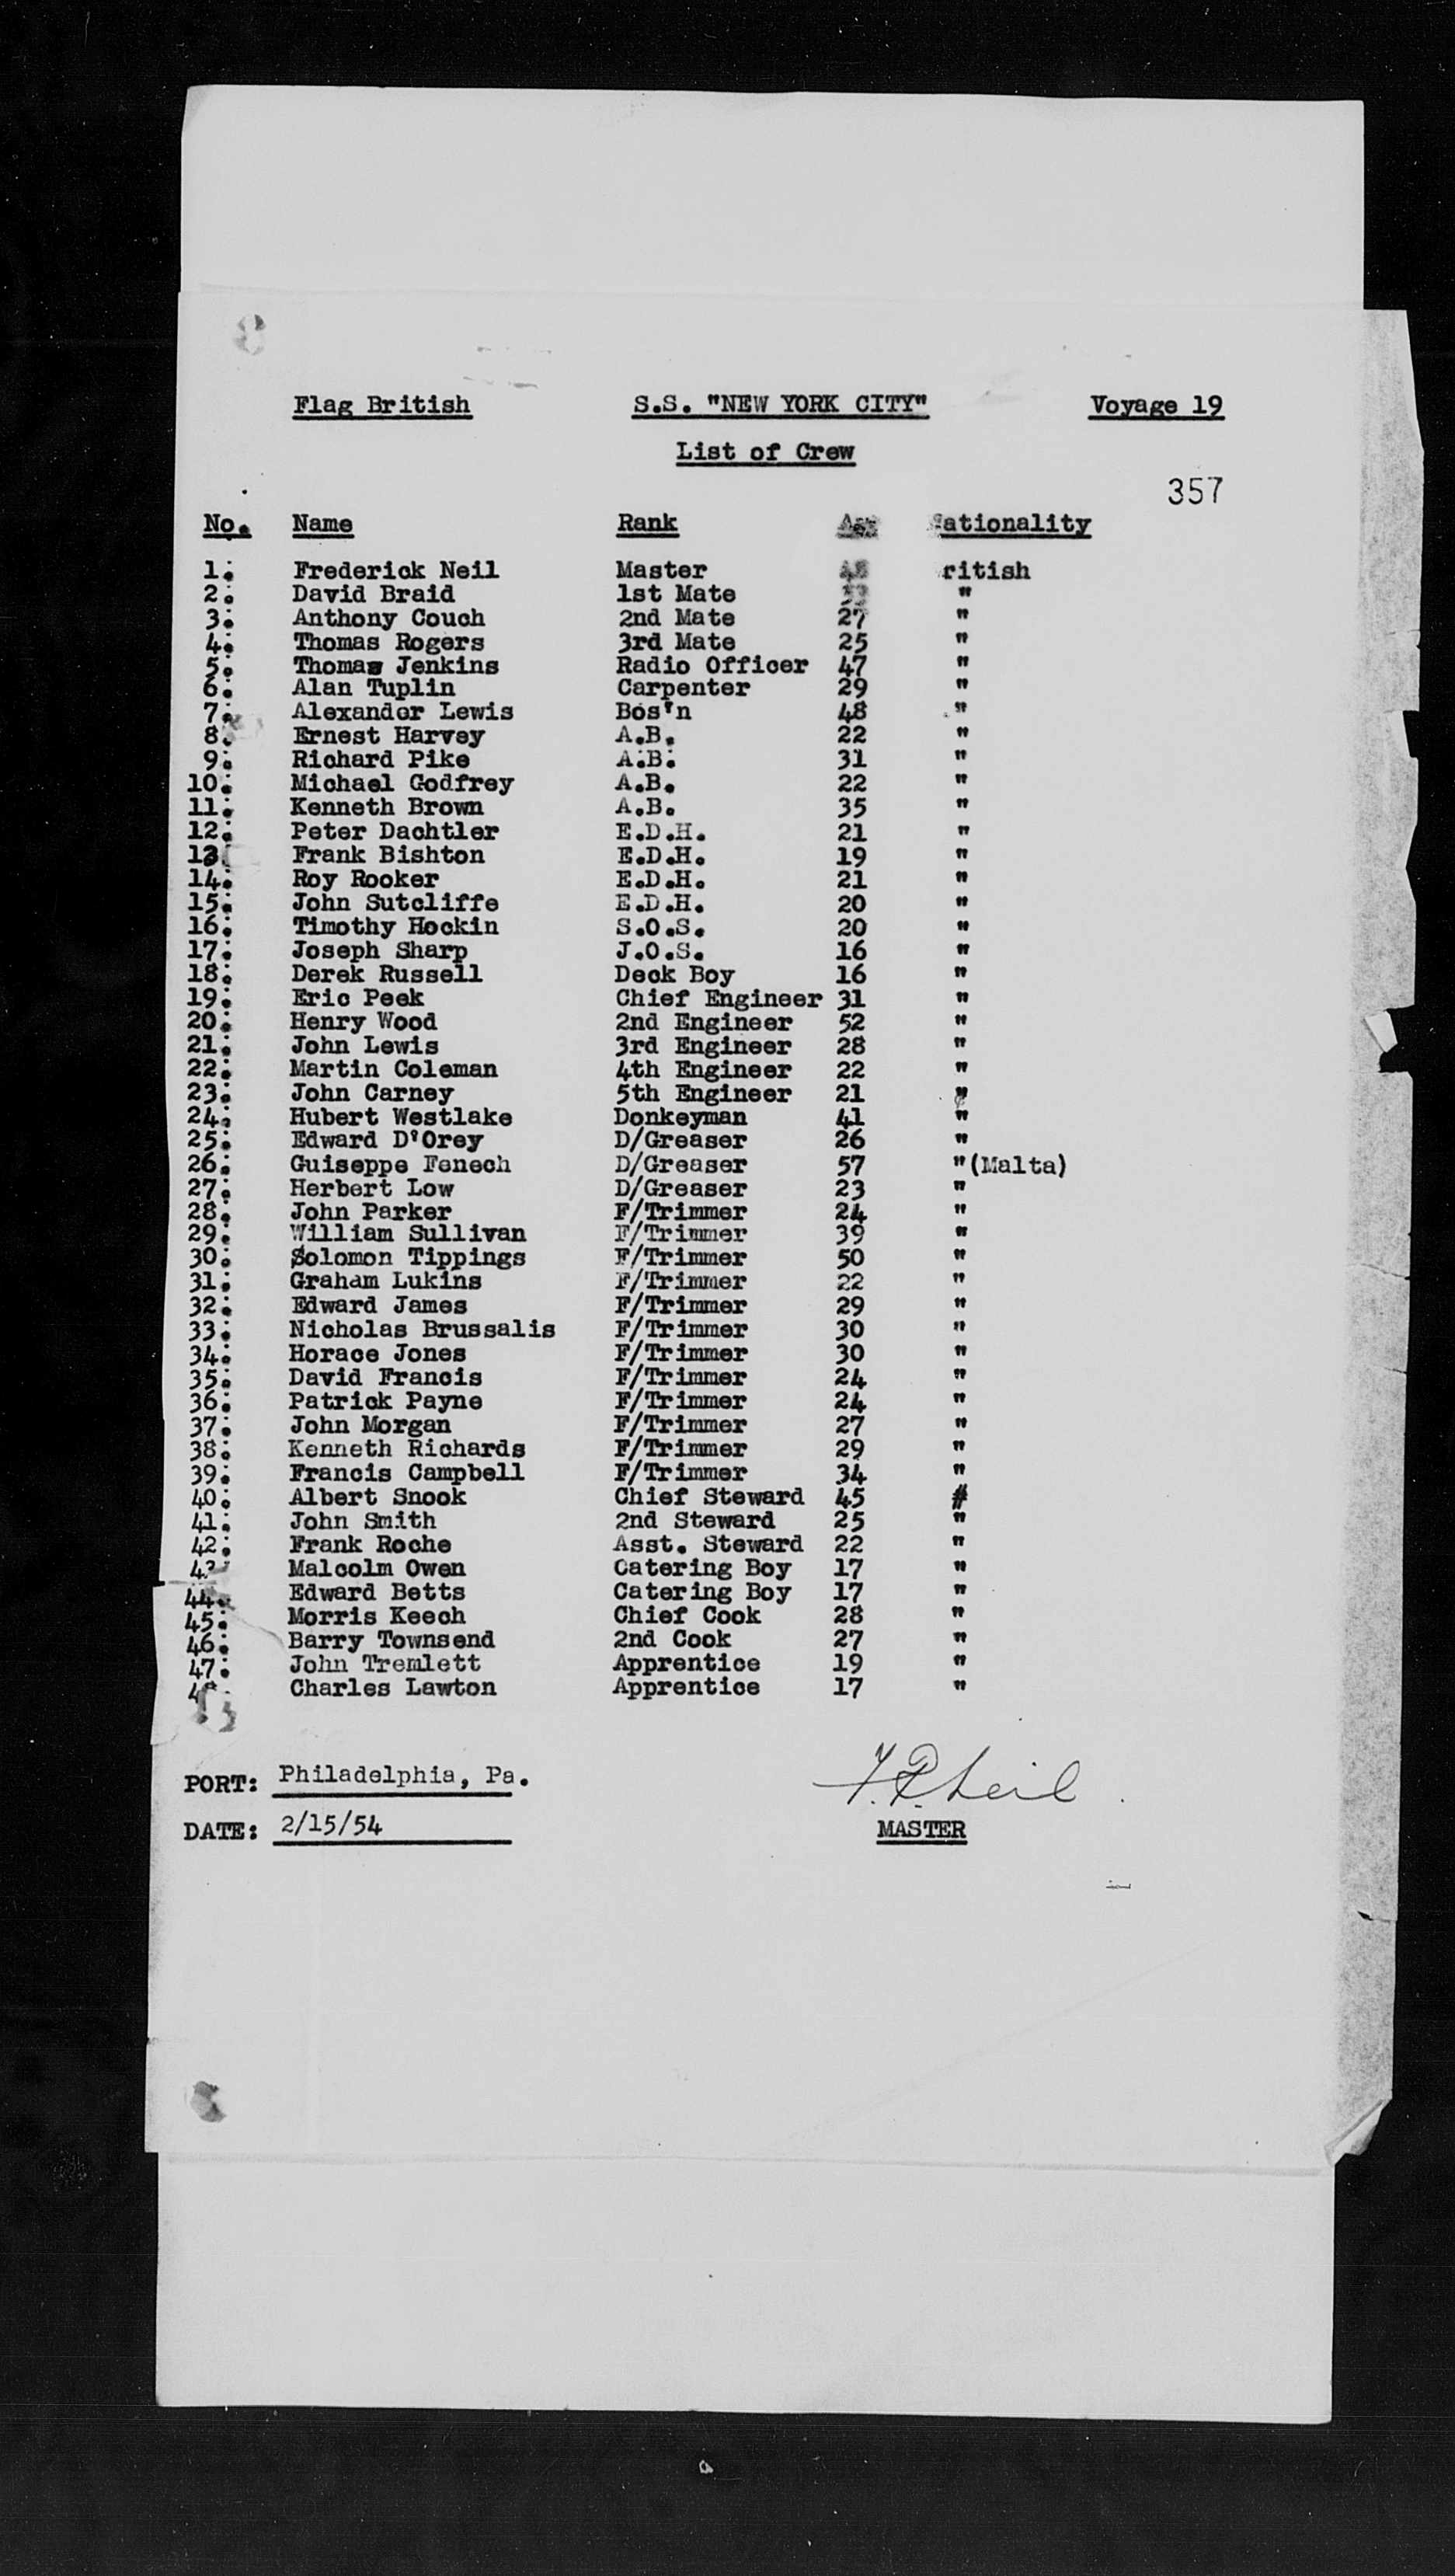 Flag British S.S. "NEW YORK CITY" Voyage 19
List of Crew
357
No. Name Rank Age ationality
1. Frederick Neil Master ritish
2. David Braid 1st Mate "
3. Anthony Couch 2nd Mate 27 "
4. Thomas Rogers 3rd Mate 25 "
5. Thomas Jenkins Radio Officer 47 "
6. Alan Tuplin Carpenter 29 "
7. Alexander Lewis Bos'n 48 "
8. Ernest Harvey A.B. 22 "
9. Richard Pike A.B. 31 "
10. Michael Godfrey A.B. 22 "
11. Kenneth Brown A.B. 35 "
12. Peter Dachtler E.D.H. 21 "
13 Frank Bishton E.D.H. 19 "
14. Roy Rooker E.D.H. 21 "
15. John Sutcliffe E.D.H. 20 "
16. Timothy Hockin S.O.S. 20 "
17. Joseph Sharp J.O.S. 16 "
18. Derek Russell Deck Boy 16 "
19. Eric Peek Chief Engineer 31 "
20. Henry Wood 2nd Engineer 52 "
21. John Lewis 3rd Engineer 28 "
22. Martin Coleman 4th Engineer 22 "
23. John Carney 5th Engineer 21 "
24. Hubert Westlake Donkeyman 41 "
25. Edward D'Orey D/Greaser 26 "
26. Guiseppe Fenech D/Greaser 57 "(Malta)
27. Herbert Low D/Greaser 23 "
28. John Parker F/Trimmer 24 "
29. William Sullivan F/Trimmer 39 "
30. Solomon Tippings F/Trimmer 50 "
31. Graham Lukins F/Trimmer 22 "
32. Edward James F/Trimmer 29 "
33. Nicholas Brussalis F/Trimmer 30 "
34. Horace Jones F/Trimmer 30 "
35. David Francis F/Trimmer 24 "
36. Patrick Payne F/Trimmer 24 "
37. John Morgan F/Trimmer 27 "
38. Kenneth Richards F/Trimmer 29 "
39. Francis Campbell F/Trimmer 34 "
40. Albert Snook Chief Steward 45 #
41. John Smith 2nd Steward 25 "
42. Frank Roche Asst. Steward 22 "
Malcolm Owen Catering Boy 17 "
44. Edward Betts Catering Boy 17 "
45. Morris Keech Chief Cook 28 "
46. Barry Townsend 2nd Cook 27 "
47. John Tremlett Apprentice 19 "
Charles Lawton Apprentice 17 "
PORT: Philadelphia, Pa.
DATE: 2/15/54
F.R. Neil
MASTER